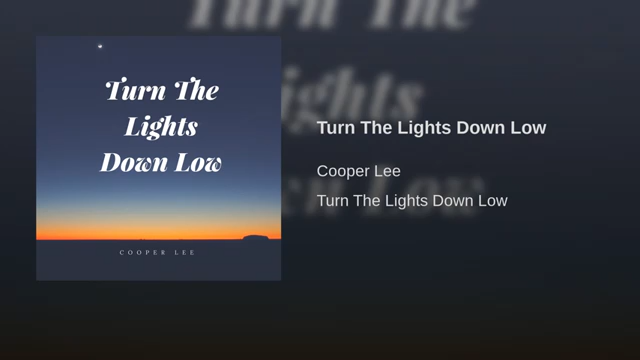 Turn The
Lights
Down Low
COOPER LEE
Turn The Lights Down Low
Cooper Lee
Turn The Lights Down Low